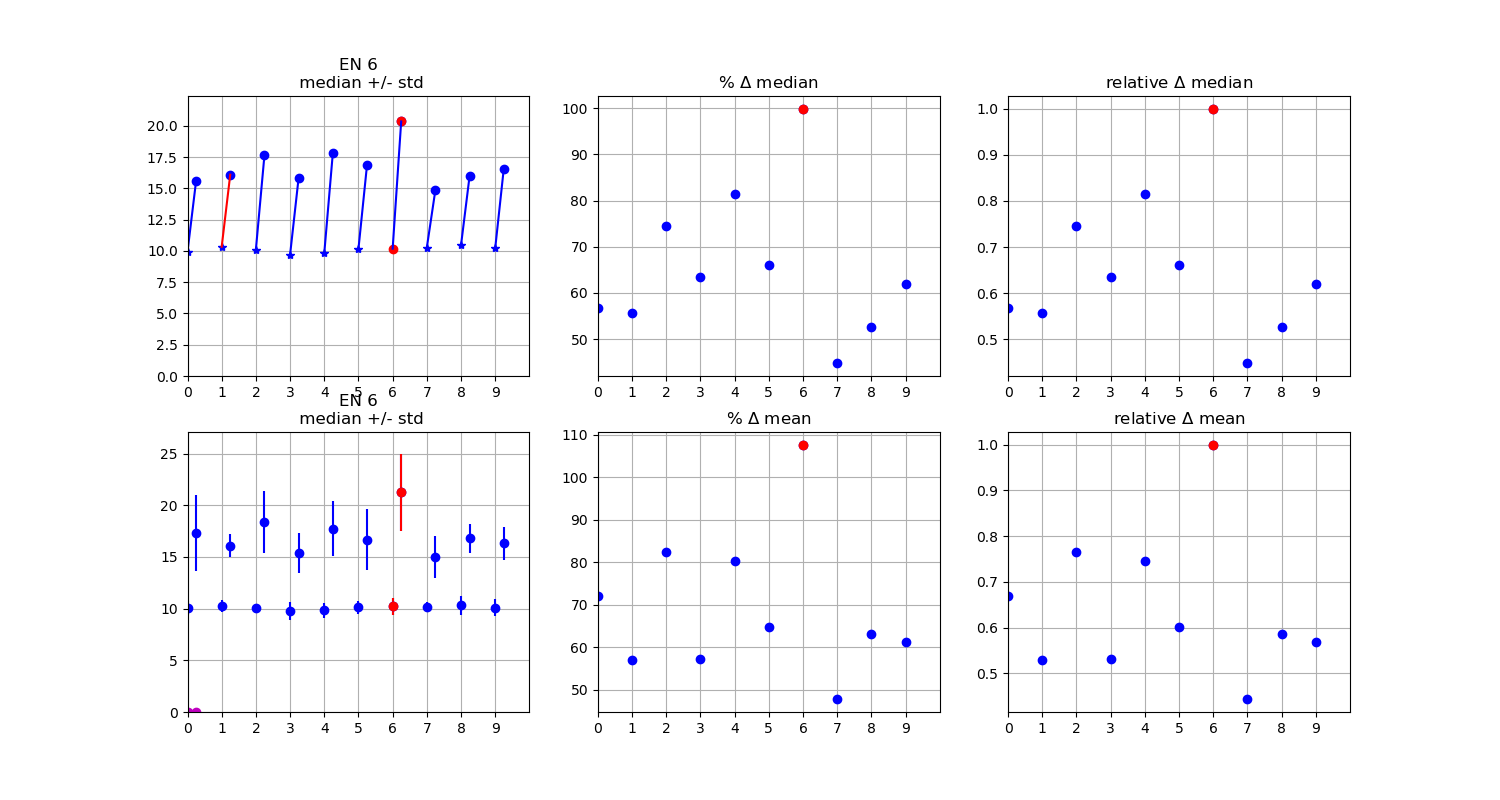 EN 6
median +/- std
20.0
17.5
15.0
12.5
10.0
7.5
5.0
2.5
0.0
0 1 2 3 4 5 6 7 8 9
% Δ median
100
90
80
70
60
50
0 1 2 3 4 5 6 7 8 9
relative Δ median
1.0
0.9
0.8
0.7
0.6
0.5
0 1 2 3 4 5 6 7 8 9
EN 6
median +/- std
25
20
15
10
5
0
0 1 2 3 4 5 6 7 8 9
% Δ mean
110
100
90
80
70
60
50
0 1 2 3 4 5 6 7 8 9
relative Δ mean
1.0
0.9
0.8
0.7
0.6
0.5
0 1 2 3 4 5 6 7 8 9